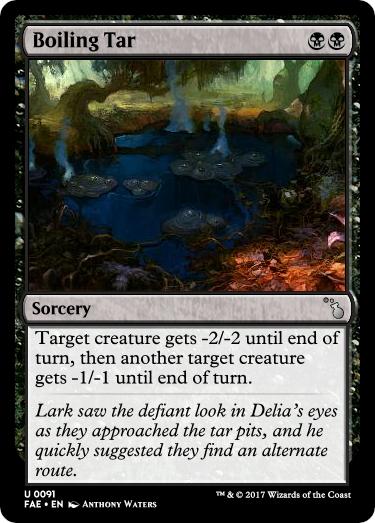 Boiling Tar
Sorcery
Target creature gets -2/-2 until end of
turn, then another target creature
gets -1/-1 until end of turn.
Lark saw the defiant look in Delia's eyes
as they approached the tar pits, and he
quickly suggested they find an alternate
route.
U 0091
FAE • EN Anthony Waters
™ & © 2017 Wizards of the Coast